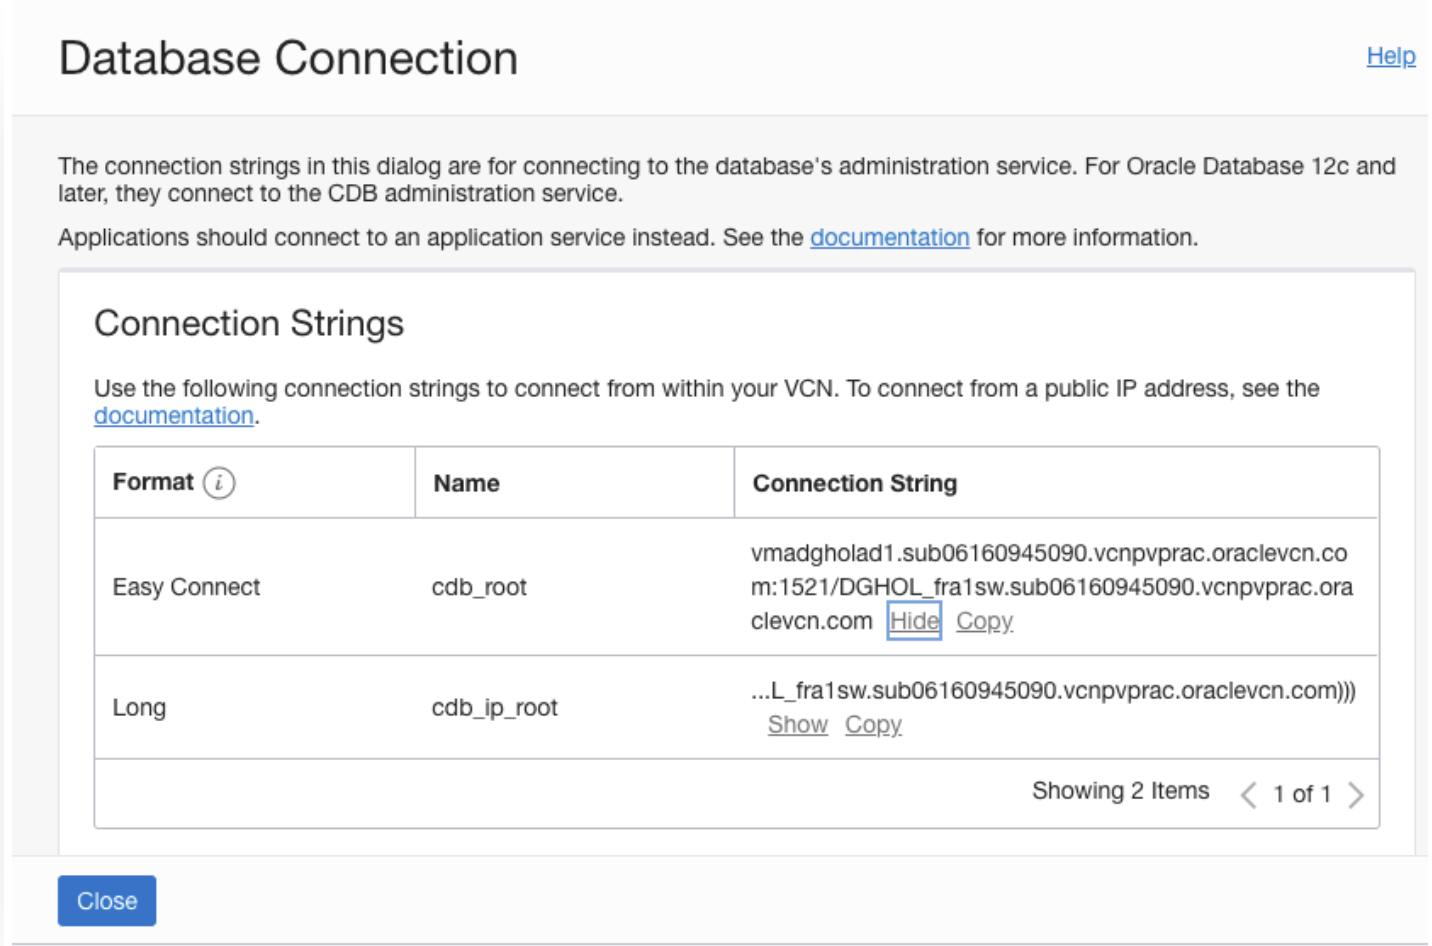 Database Connection
Help
The connection strings in this dialog are for connecting to the database's administration service. For Oracle Database 12c and
later, they connect to the CDB administration service.
Applications should connect to an application service instead. See the documentation for more information.
Connection Strings
Use the following connection strings to connect from within your VCN. To connect from a public IP address, see the
documentation.
Format i Name Connection String
vmadgholad1.sub06160945090.vcnpvprac.oraclevcn.co
Easy Connect cdb_root m:1521/DGHOL_fra1sw.sub06160945090.vcnpvprac.ora
clevcn.com Hide Copy
...L_fra1sw.sub06160945090.vcnpvprac.oraclevcn.com)))
Long cdb_ip_root
Show Copy
Showing 2 Items < 1 of 1 >
Close